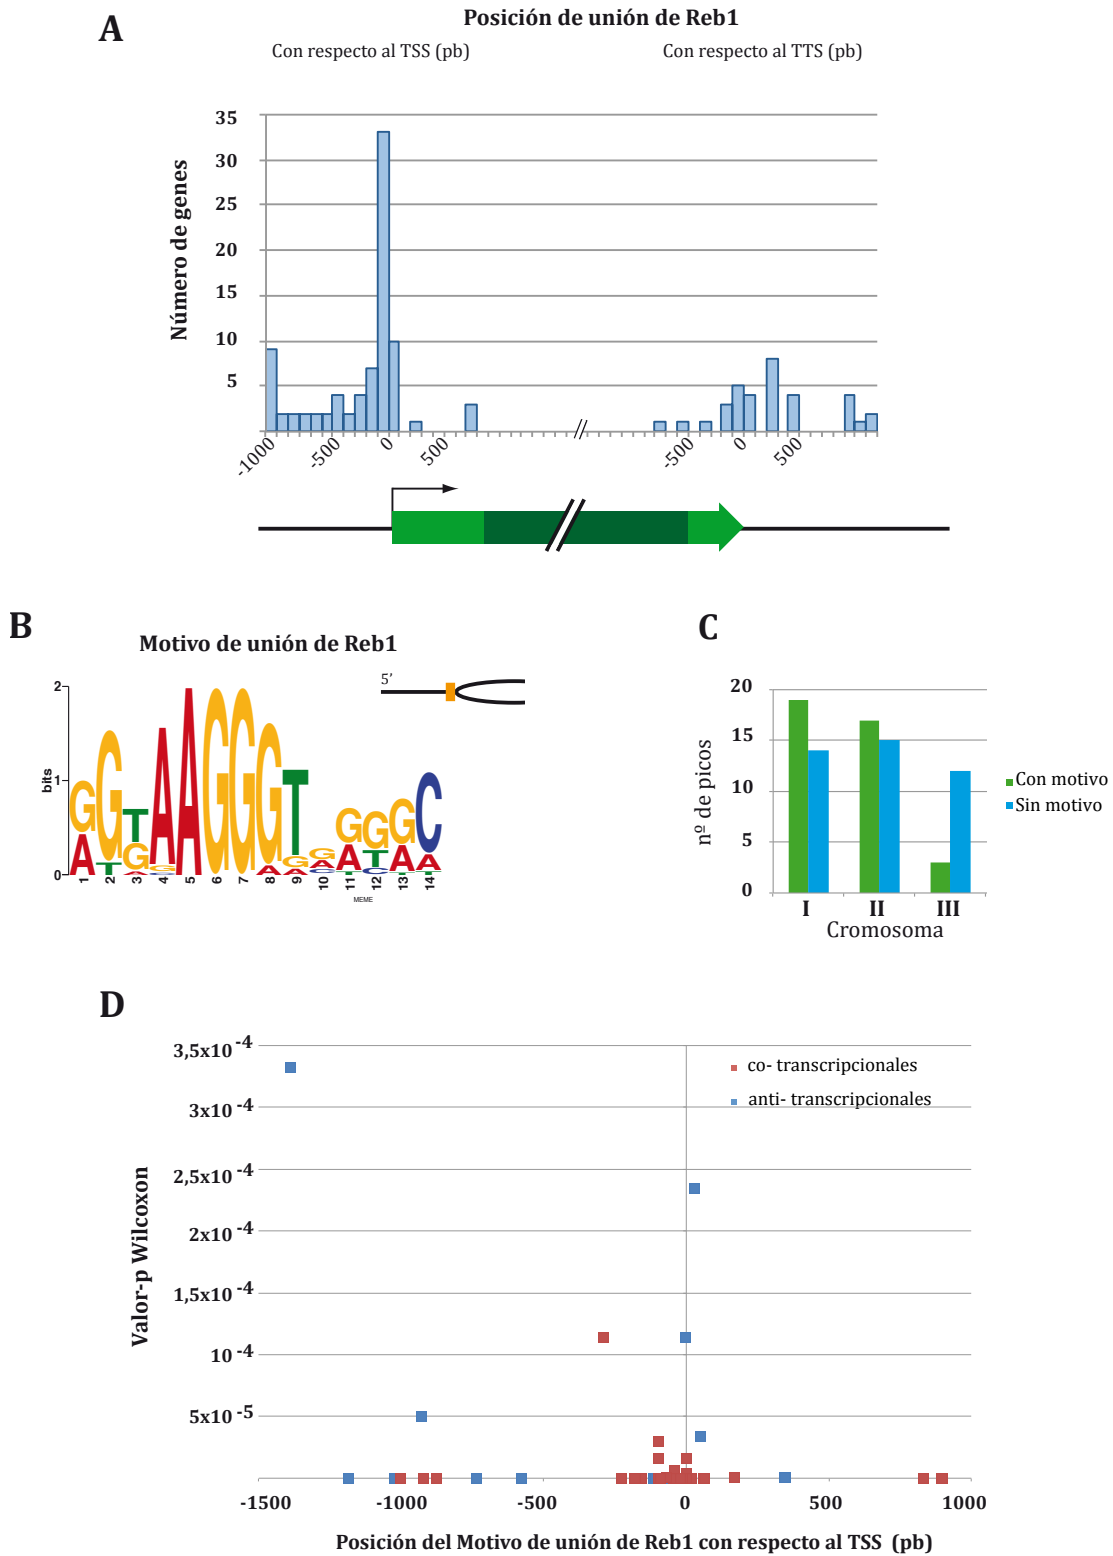 A
Posición de unión de Reb1
Con respecto al TSS (pb)
Con respecto al TTS (pb)
Número de genes
35
30
25
20
15
10
5
-1000
-500
0
500
//
-500
0
500
B
Motivo de unión de Reb1
5’
bits
2
1
0
1 2 3 4 5 6 7 8 9 10 11 12 13 14
MEME
C
nº de picos
20
15
10
5
0
I II III
Cromosoma
Con motivo
Sin motivo
D
Valor-p Wilcoxon
3,5x10 -4
3x10 -4
2,5x10 -4
2x10 -4
1,5x10 -4
10 -4
5x10 -5
co- transcripcionales
anti- transcripcionales
-1500 -1000 -500 0 500 1000
Posición del Motivo de unión de Reb1 con respecto al TSS (pb)